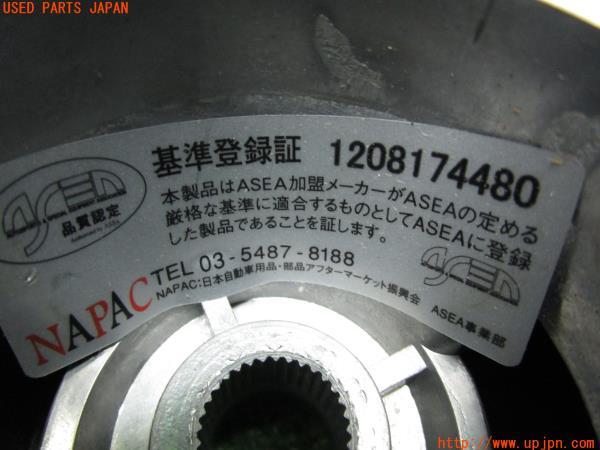 USED PARTS JAPAN
基準登録証 1208174480
ASEA
品質認定
本製品はASEA加盟メーカーがASEAの定める
厳格な基準に適合するものとしてASEAに登録
した製品であることを証します。
NAPAC TEL 03-5487-8188
NAPAC:日本自動車用品・部品アフターマーケット振興会
ASEA
ASEA事業部
http://www.upjpn.com/